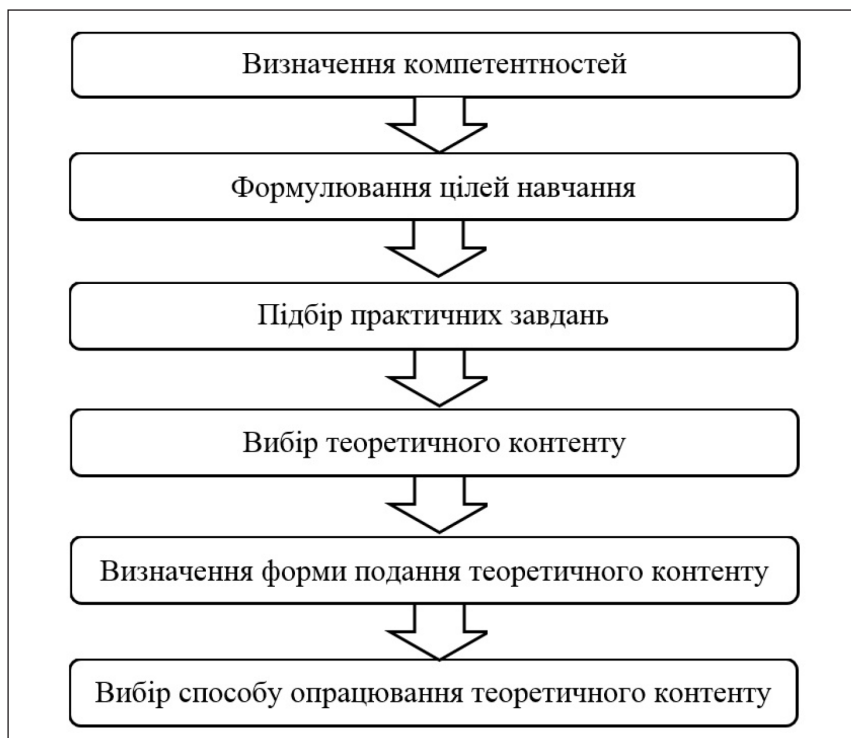 Визначення компетентностей
Формулювання цілей навчання
Підбір практичних завдань
Вибір теоретичного контенту
Визначення форми подання теоретичного контенту
Вибір способу опрацювання теоретичного контенту